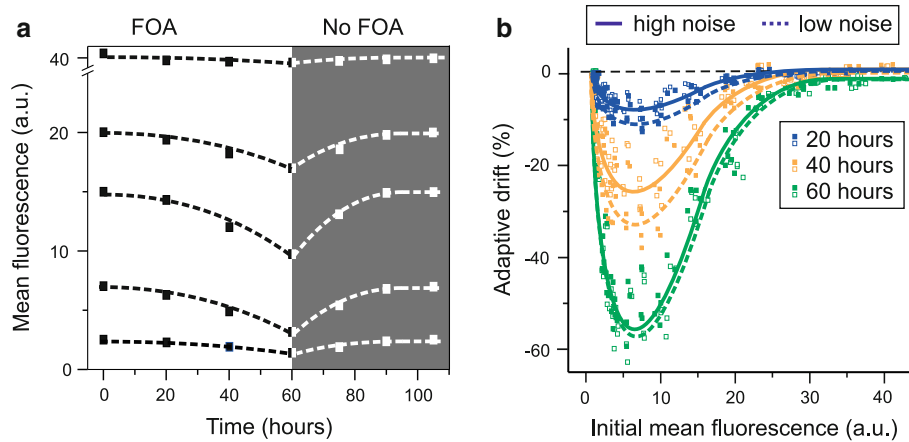 a
FOA
No FOA
Mean fluorescence (a.u.)
40
20
10
0
0
20
40
60
80
100
Time (hours)
b
high noise
low noise
Adaptive drift (%)
0
-20
-40
-60
20 hours
40 hours
60 hours
0
10
20
30
40
Initial mean fluorescence (a.u.)